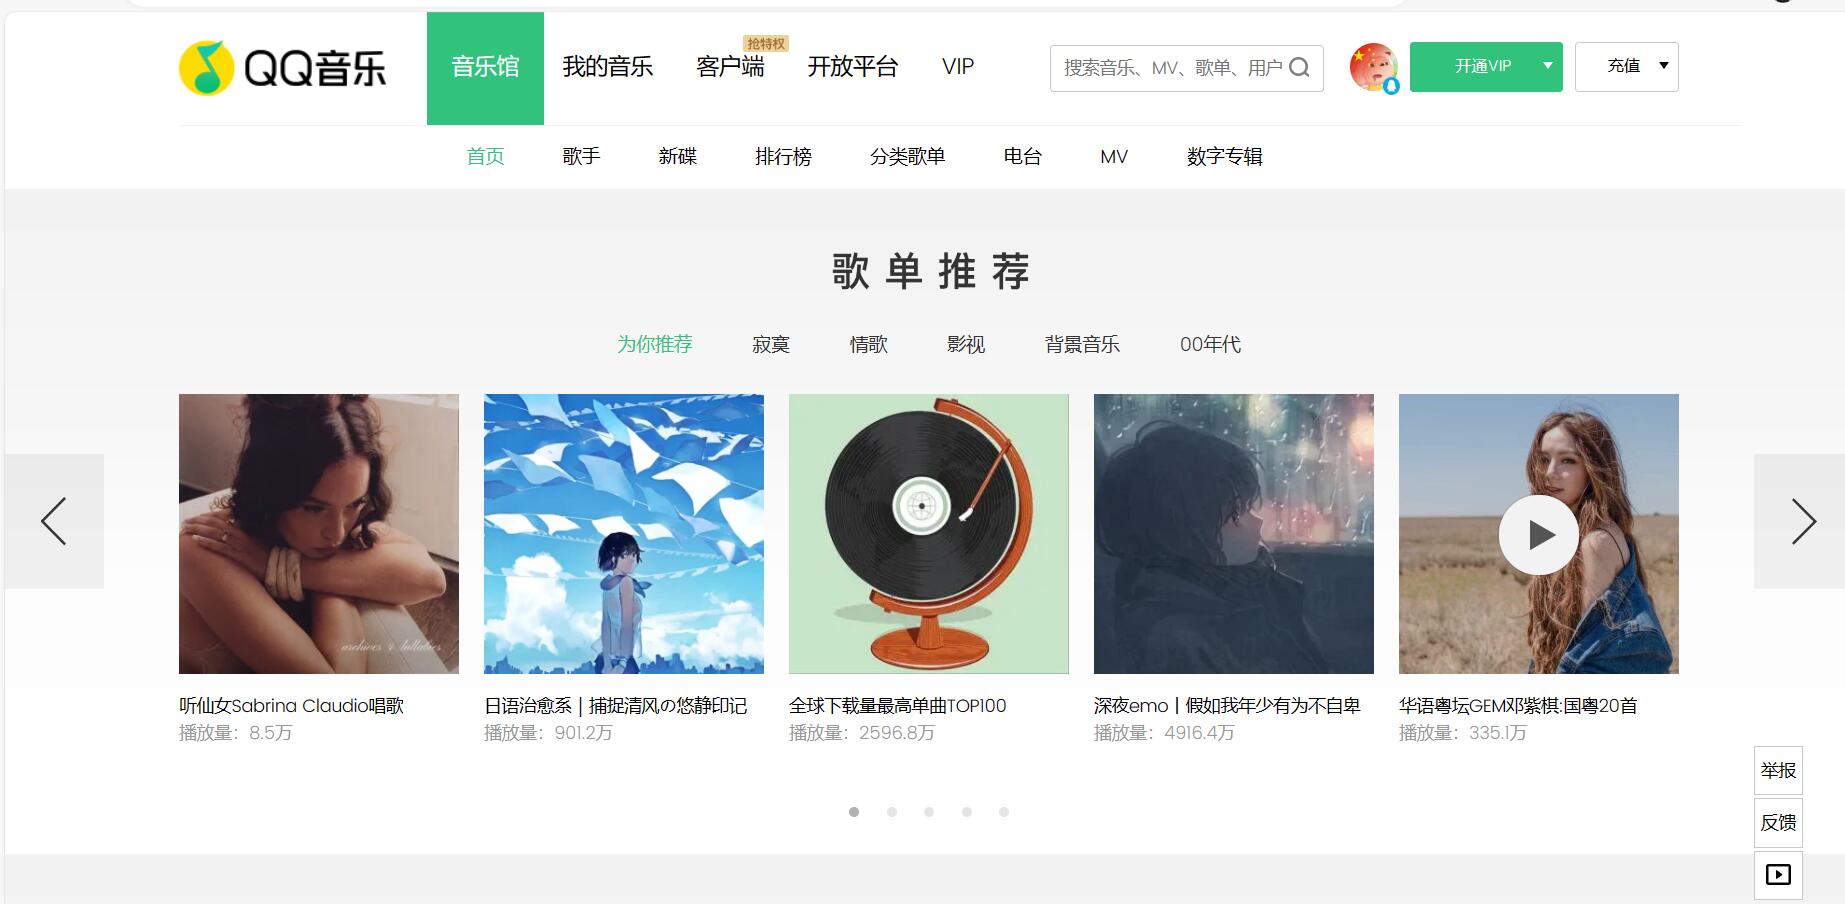 QQ音乐
音乐馆
我的音乐
客户端
抢特权
开放平台
VIP
搜索音乐、MV、歌单、用户
开通VIP
充值
首页
歌手
新碟
排行榜
分类歌单
电台
MV
数字专辑
歌单推荐
为你推荐
寂寞
情歌
影视
背景音乐
00年代
archives & lullabies
听仙女Sabrina Claudio唱歌
播放量：8.5万
日语治愈系 | 捕捉清风の悠静印记
播放量：901.2万
全球下载量最高单曲TOP100
播放量：2596.8万
深夜emo丨假如我年少有为不自卑
播放量：4916.4万
华语粤坛GEM邓紫棋:国粤20首
播放量：335.1万
举报
反馈